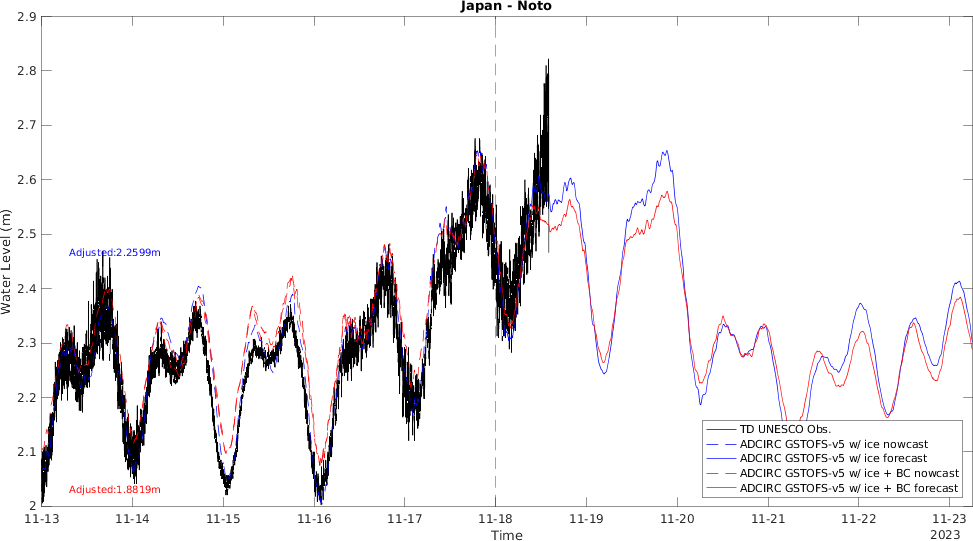 Japan - Noto
2.9
2.8
2.7
2.6
2.5
2.4
2.3
2.2
2.1
2
Water Level (m)
Adjusted:2.2599m
Adjusted:1.8819m
TD UNESCO Obs.
ADCIRC GSTOFS-v5 w/ ice nowcast
ADCIRC GSTOFS-v5 w/ ice forecast
ADCIRC GSTOFS-v5 w/ ice + BC nowcast
ADCIRC GSTOFS-v5 w/ ice + BC forecast
11-13 11-14 11-15 11-16 11-17 11-18 11-19 11-20 11-21 11-22 11-23
Time
2023